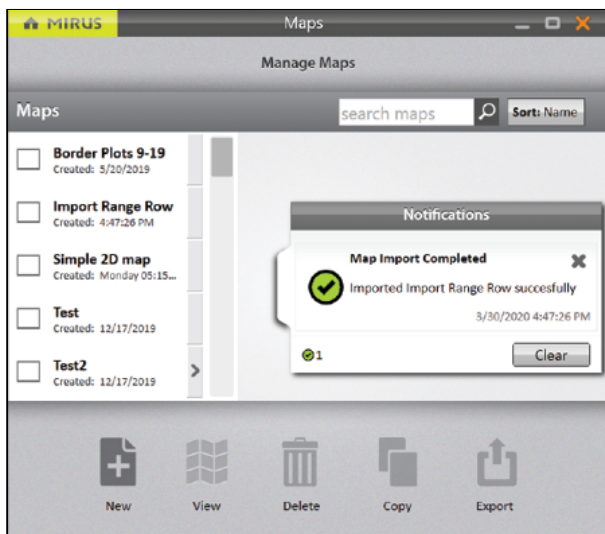 MIRUS
Maps
Manage Maps
Maps
search maps
Sort: Name
Border Plots 9-19
Created: 5/20/2019
Import Range Row
Created: 4:47:26 PM
Simple 2D map
Created: Monday 05:15...
Test
Created: 12/17/2019
Test2
Created: 12/17/2019
Notifications
Map Import Completed
Imported Import Range Row succesfully
3/30/2020 4:47:26 PM
1
Clear
New
View
Delete
Copy
Export